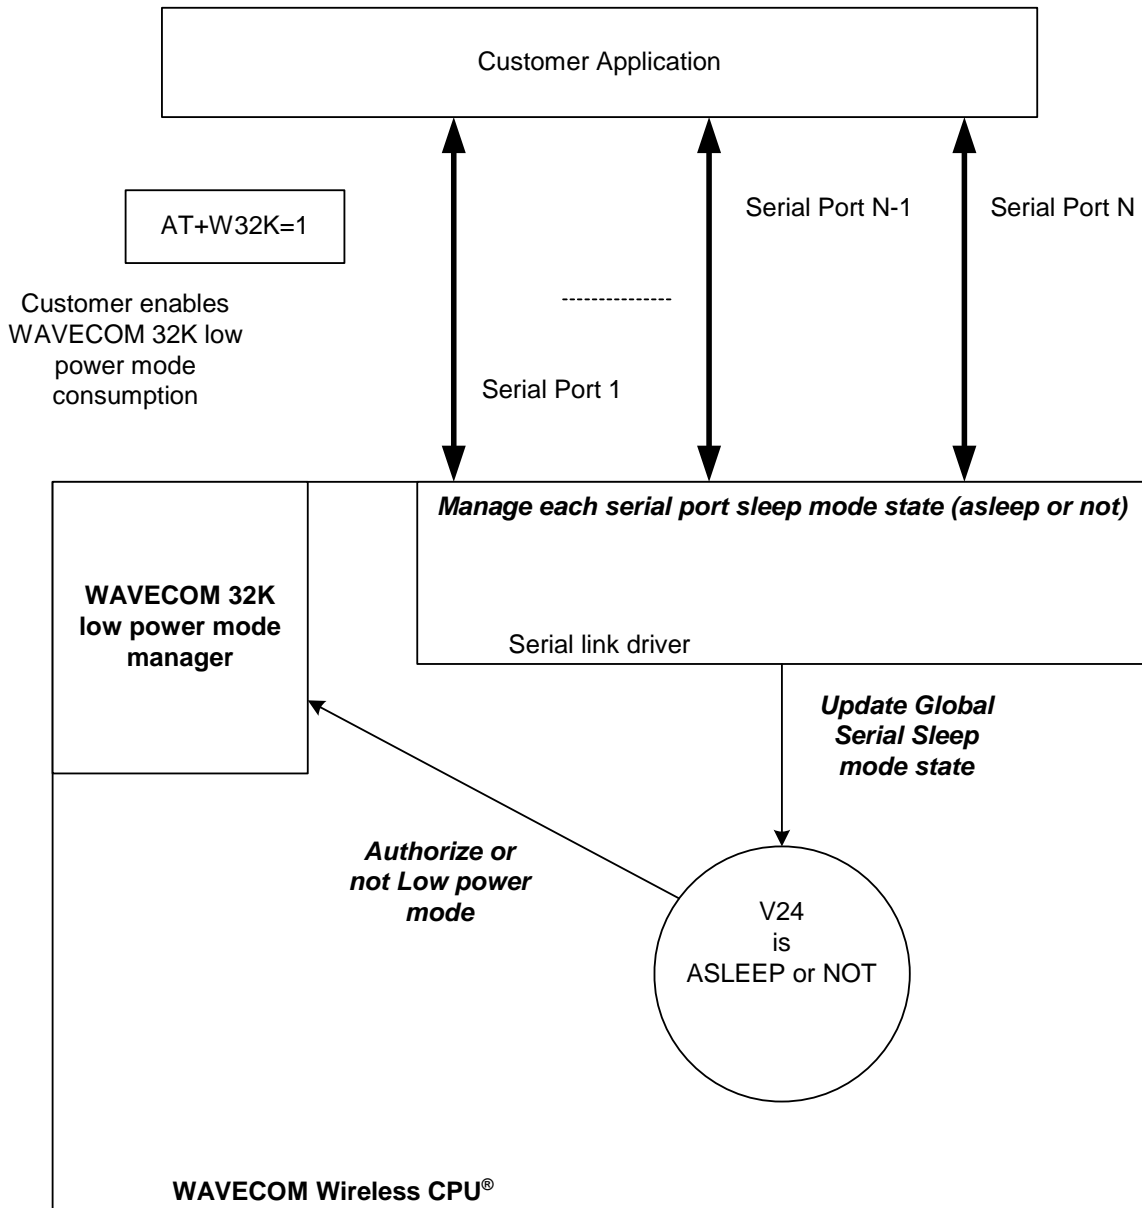 Customer Application
AT+W32K=1
Serial Port N-1
Serial Port N
Customer enables
WAVECOM 32K low
power mode
consumption
Serial Port 1
Manage each serial port sleep mode state (asleep or not)
WAVECOM 32K
low power mode
manager
Serial link driver
Update Global
Serial Sleep
mode state
Authorize or
not Low power
mode
V24
is
ASLEEP or NOT
WAVECOM Wireless CPU®